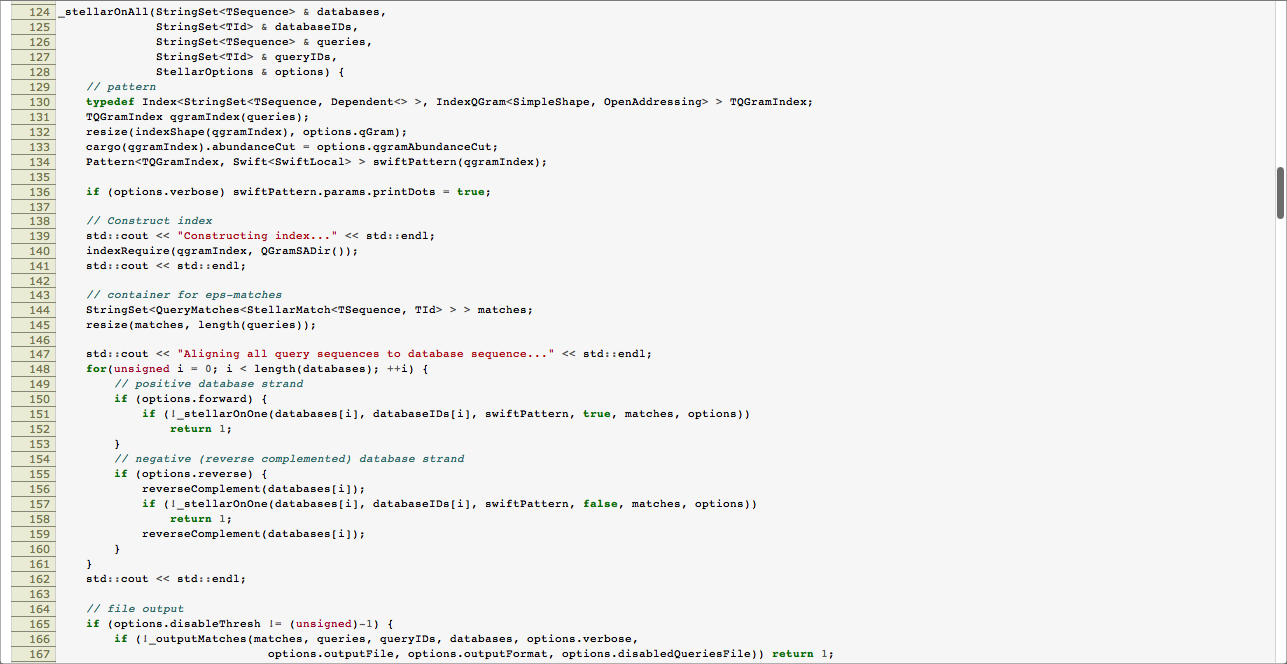 124 _stellarOnAll(StringSet<TSequence> & databases,
125 StringSet<TId> & databaseIDs,
126 StringSet<TSequence> & queries,
127 StringSet<TId> & queryIDs,
128 StellarOptions & options) {
129 // pattern
130 typedef Index<StringSet<TSequence, Dependent<> >, IndexQGram<SimpleShape, OpenAddressing> > TQGramIndex;
131 TQGramIndex qgramIndex(queries);
132 resize(indexShape(qgramIndex), options.qGram);
133 cargo(qgramIndex).abundanceCut = options.qgramAbundanceCut;
134 Pattern<TQGramIndex, Swift<SwiftLocal> > swiftPattern(qgramIndex);
135
136 if (options.verbose) swiftPattern.params.printDots = true;
137
138 // Construct index
139 std::cout << "Constructing index..." << std::endl;
140 indexRequire(qgramIndex, QGramSADir());
141 std::cout << std::endl;
142
143 // container for eps-matches
144 StringSet<QueryMatches<StellarMatch<TSequence, TId> > > matches;
145 resize(matches, length(queries));
146
147 std::cout << "Aligning all query sequences to database sequence..." << std::endl;
148 for(unsigned i = 0; i < length(databases); ++i) {
149 // positive database strand
150 if (options.forward) {
151 if (!_stellarOnOne(databases[i], databaseIDs[i], swiftPattern, true, matches, options))
152 return 1;
153 }
154 // negative (reverse complemented) database strand
155 if (options.reverse) {
156 reverseComplement(databases[i]);
157 if (!_stellarOnOne(databases[i], databaseIDs[i], swiftPattern, false, matches, options))
158 return 1;
159 reverseComplement(databases[i]);
160 }
161 }
162 std::cout << std::endl;
163
164 // file output
165 if (options.disableThresh != (unsigned)-1) {
166 if (!_outputMatches(matches, queries, queryIDs, databases, options.verbose,
167 options.outputFile, options.outputFormat, options.disabledQueriesFile)) return 1;